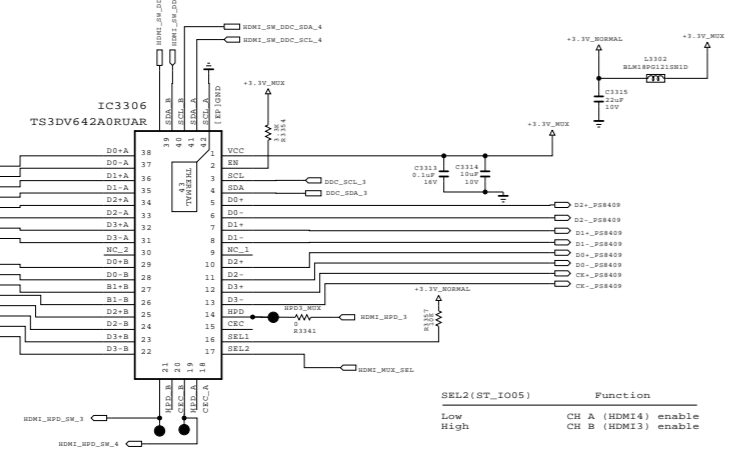 HDMI_SW_DDC_SDA_4
HDMI_SW_DDC_SCL_4
+3.3V_MUX
+3.3V_NORMAL
+3.3V_MUX
L3302
BLM18PG121SN1D
C3315
22uF
10V
IC3306
TS3DV642A0RUAR
SDA_B
SCL_B
SDA_A
SCL_A
[EP]GND
39
40
41
42
3.3K
R3354
+3.3V_MUX
THERMAL
43
D0+A 38
D0-A 37
D1+A 36
D1-A 35
D2+A 34
D2-A 33
D3+A 32
D3-A 31
NC_2 30
D0+B 29
D0-B 28
B1+B 27
B1-B 26
D2+B 25
D2-B 24
D3+B 23
D3-B 22
1 VCC
2 EN
3 SCL
4 SDA
5 D0+
6 D0-
7 D1+
8 D1-
9 NC_1
10 D2+
11 D2-
12 D3+
13 D3-
14 HPD
15 CEC
16 SEL1
17 SEL2
C3313
0.1uF
16V
C3314
10uF
10V
DDC_SCL_3
DDC_SDA_3
D2+_PS8409
D2-_PS8409
D1+_PS8409
D1-_PS8409
D0+_PS8409
D0-_PS8409
CK+_PS8409
CK-_PS8409
+3.3V_NORMAL
HPD3_MUX
0
R3341
HDMI_HPD_3
R3357
10K
HDMI_MUX_SEL
21
20
19
18
HPD_B
CEC_B
HPD_A
CEC_A
HDMI_HPD_SW_3
HDMI_HPD_SW_4
SEL2(ST_IO05) Function
Low CH A (HDMI4) enable
High CH B (HDMI3) enable